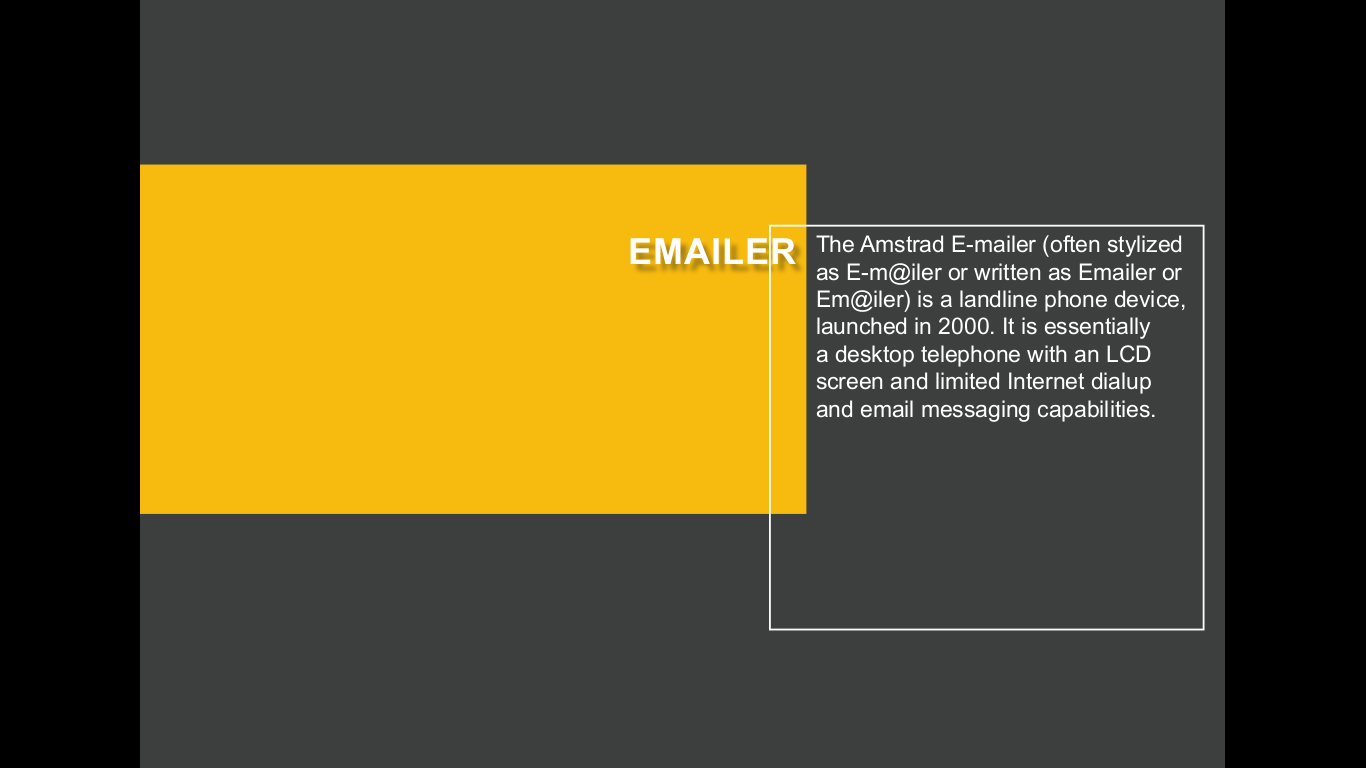 EMAILER
The Amstrad E-mailer (often stylized
as E-m@iler or written as Emailer or
Em@iler) is a landline phone device,
launched in 2000. It is essentially
a desktop telephone with an LCD
screen and limited Internet dialup
and email messaging capabilities.